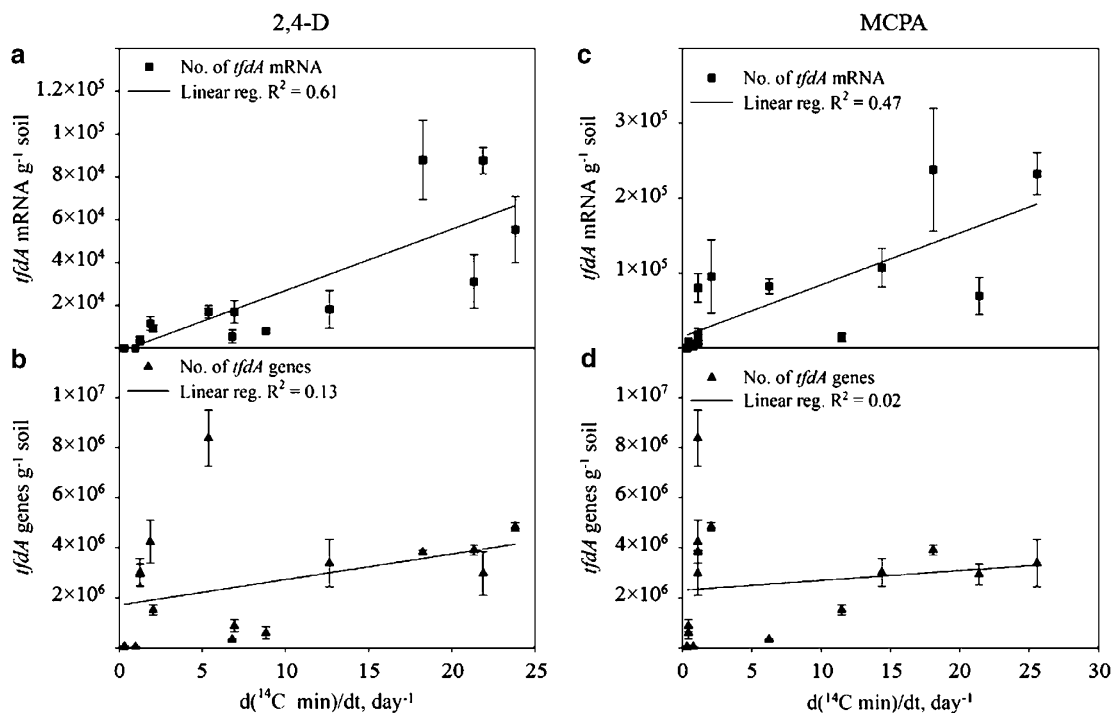 2,4-D
a
No. of tfdA mRNA
Linear reg. R² = 0.61
1.2×10⁵
1×10⁵
8×10⁴
6×10⁴
4×10⁴
2×10⁴
tfdA mRNA g⁻¹ soil
b
No. of tfdA genes
Linear reg. R² = 0.13
1×10⁷
8×10⁶
6×10⁶
4×10⁶
2×10⁶
tfdA genes g⁻¹ soil
0 5 10 15 20 25
d(¹⁴C min)/dt, day⁻¹
MCPA
c
No. of tfdA mRNA
Linear reg. R² = 0.47
3×10⁵
2×10⁵
1×10⁵
tfdA mRNA g⁻¹ soil
d
No. of tfdA genes
Linear reg. R² = 0.02
1×10⁷
8×10⁶
6×10⁶
4×10⁶
2×10⁶
tfdA genes g⁻¹ soil
0 5 10 15 20 25 30
d(¹⁴C min)/dt, day⁻¹